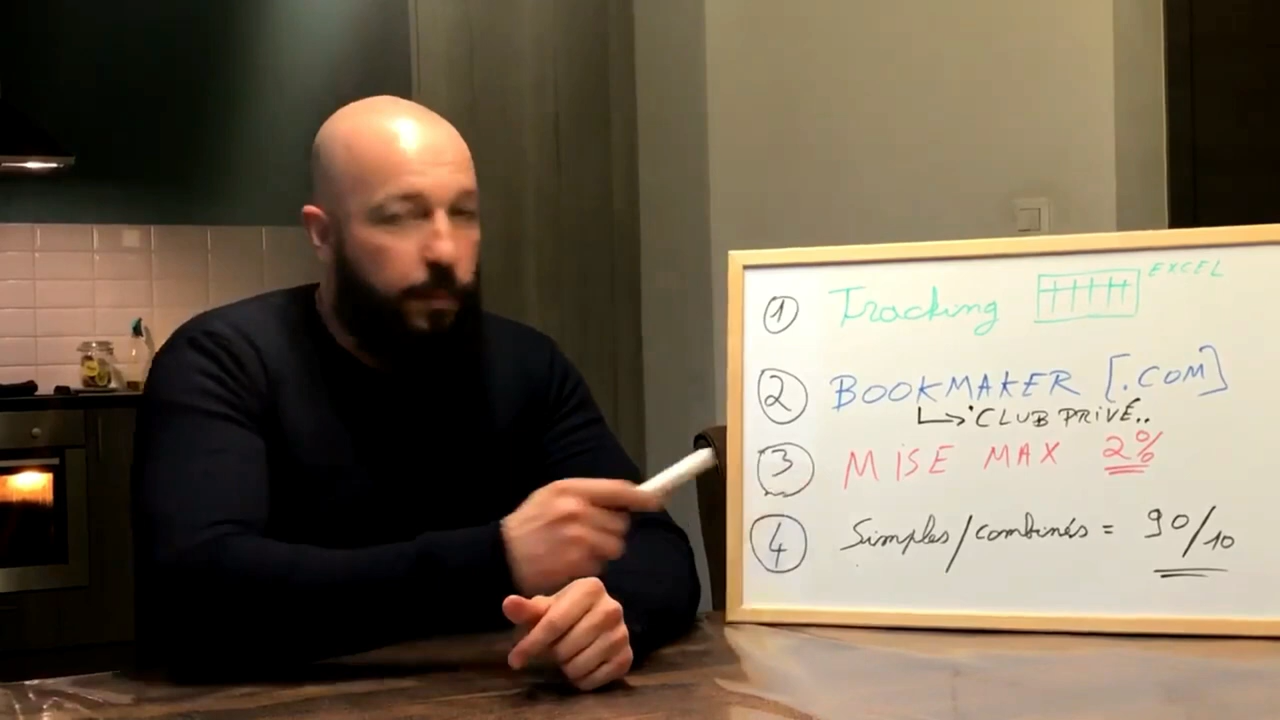 1 Tracking EXCEL
2 BOOKMAKER [.COM]
CLUB PRIVÉ..
3 MISE MAX 2%
4 Simples/combinés = 90/10